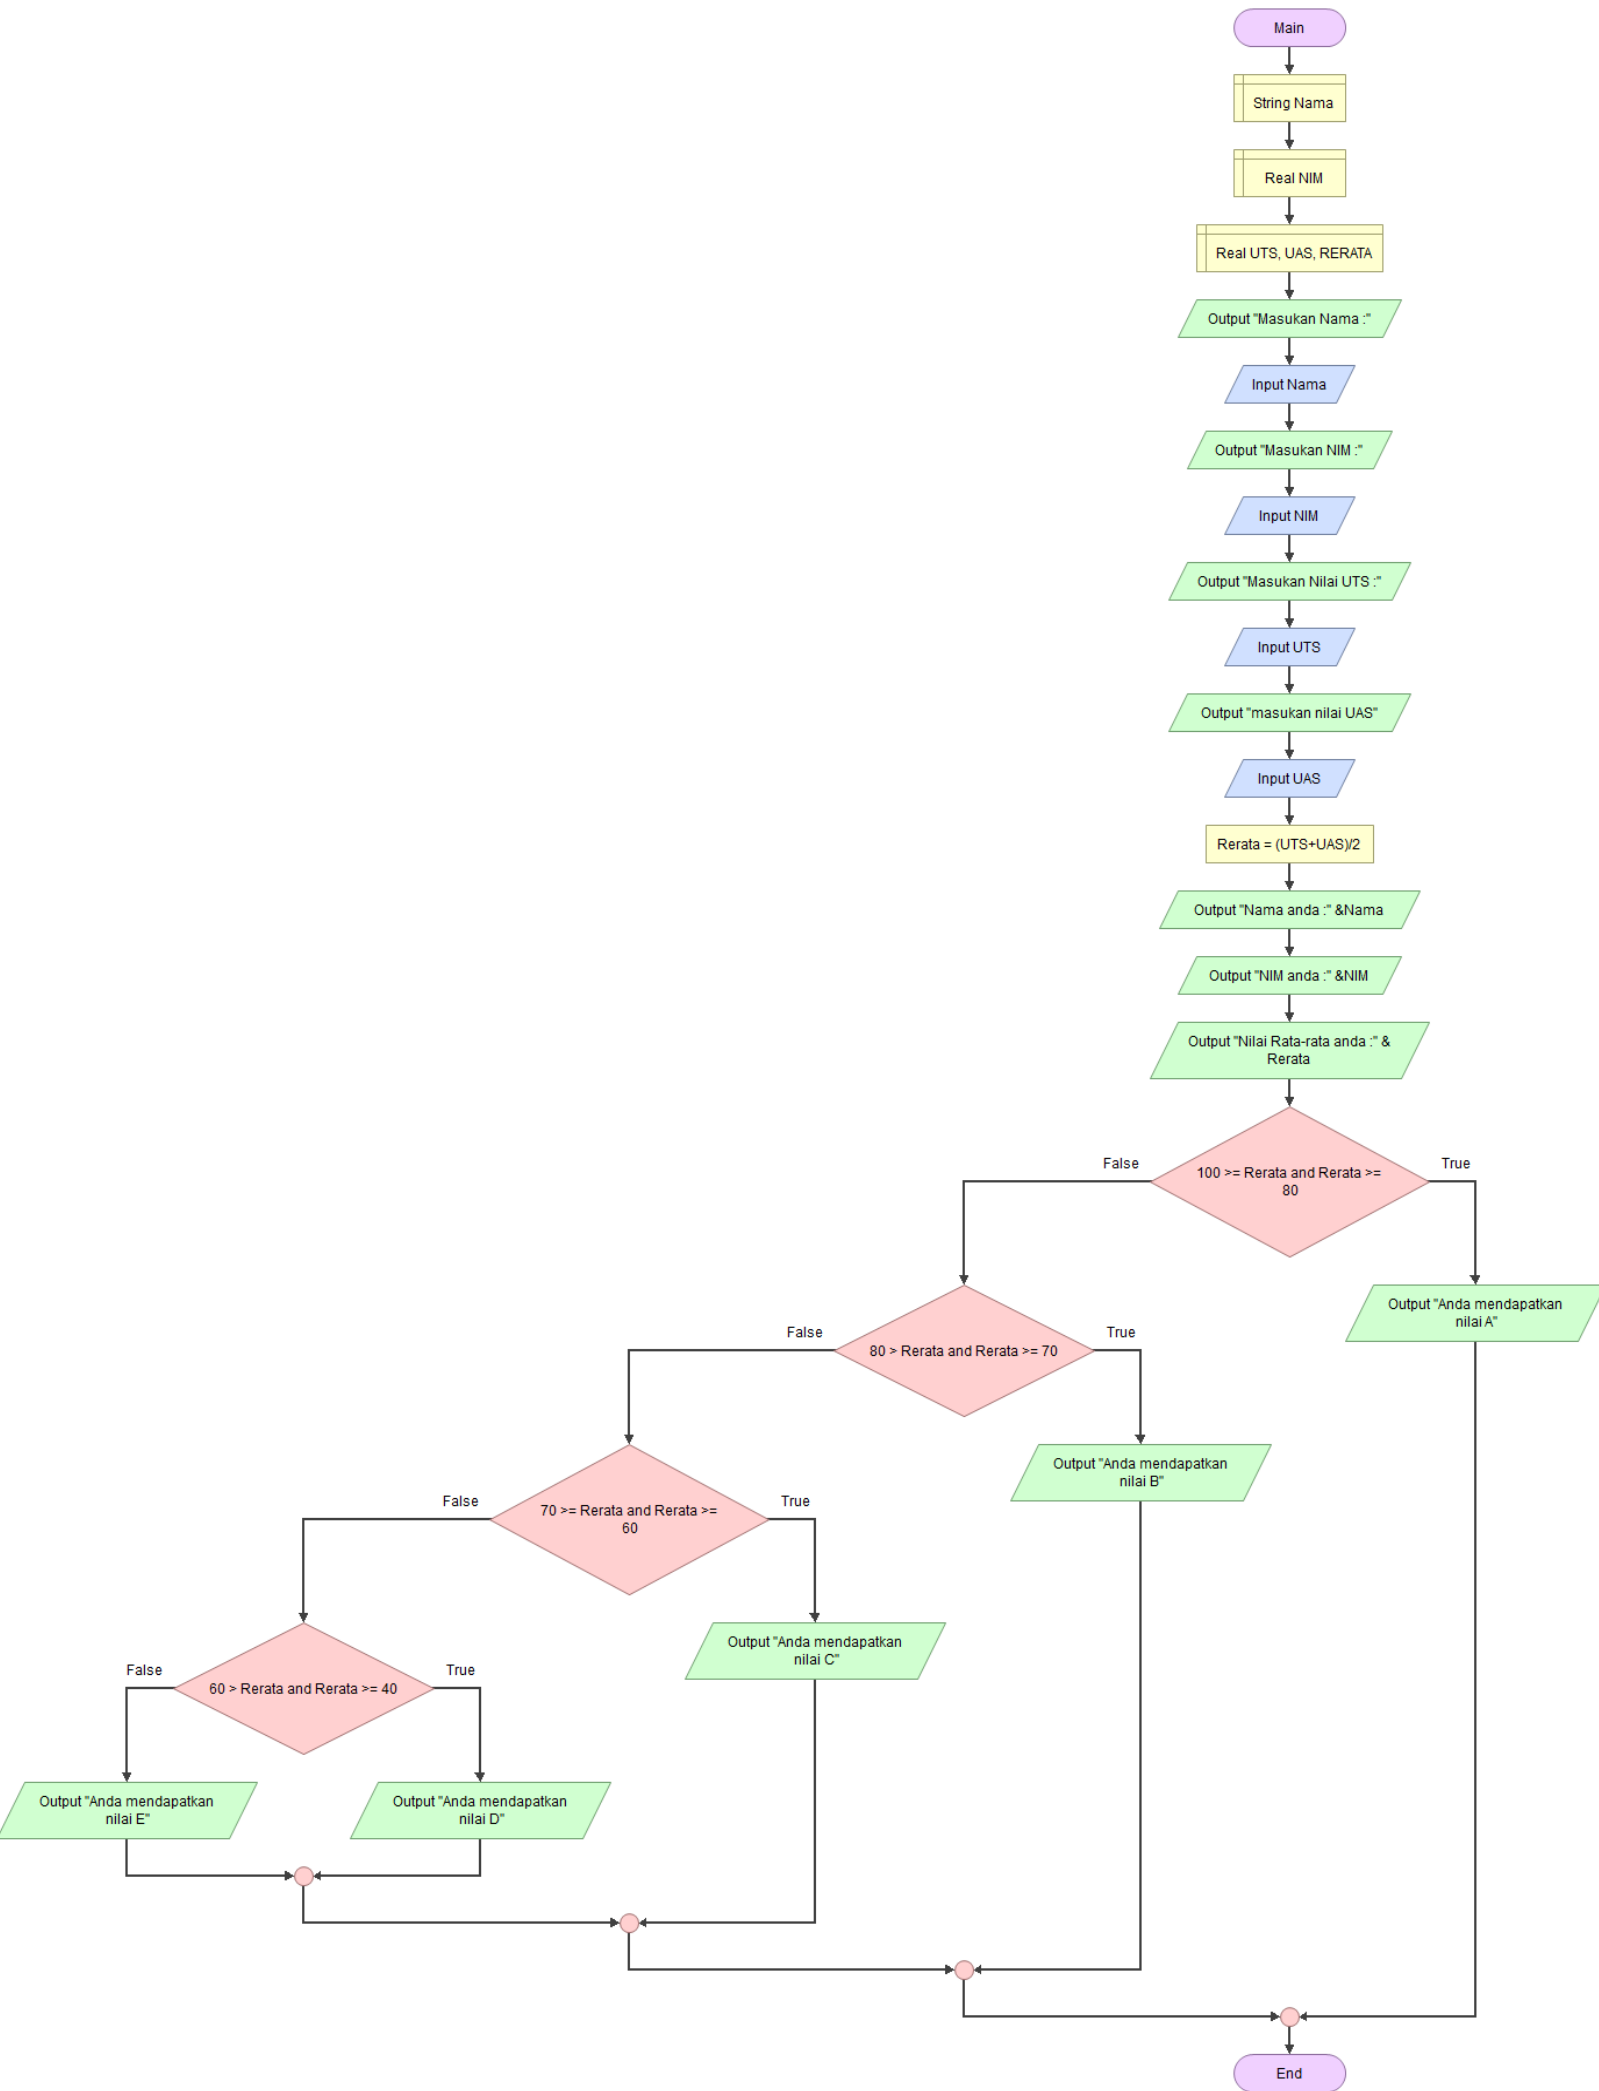 Main
String Nama
Real NIM
Real UTS, UAS, RERATA
Output "Masukan Nama :"
Input Nama
Output "Masukan NIM :"
Input NIM
Output "Masukan Nilai UTS :"
Input UTS
Output "masukan nilai UAS"
Input UAS
Rerata = (UTS+UAS)/2
Output "Nama anda :" &Nama
Output "NIM anda :" &NIM
Output "Nilai Rata-rata anda :" &
Rerata
False
100 >= Rerata and Rerata >=
80
True
Output "Anda mendapatkan
nilai A"
False
80 > Rerata and Rerata >= 70
True
Output "Anda mendapatkan
nilai B"
False
70 >= Rerata and Rerata >=
60
True
Output "Anda mendapatkan
nilai C"
False
60 > Rerata and Rerata >= 40
True
Output "Anda mendapatkan
nilai E"
Output "Anda mendapatkan
nilai D"
End